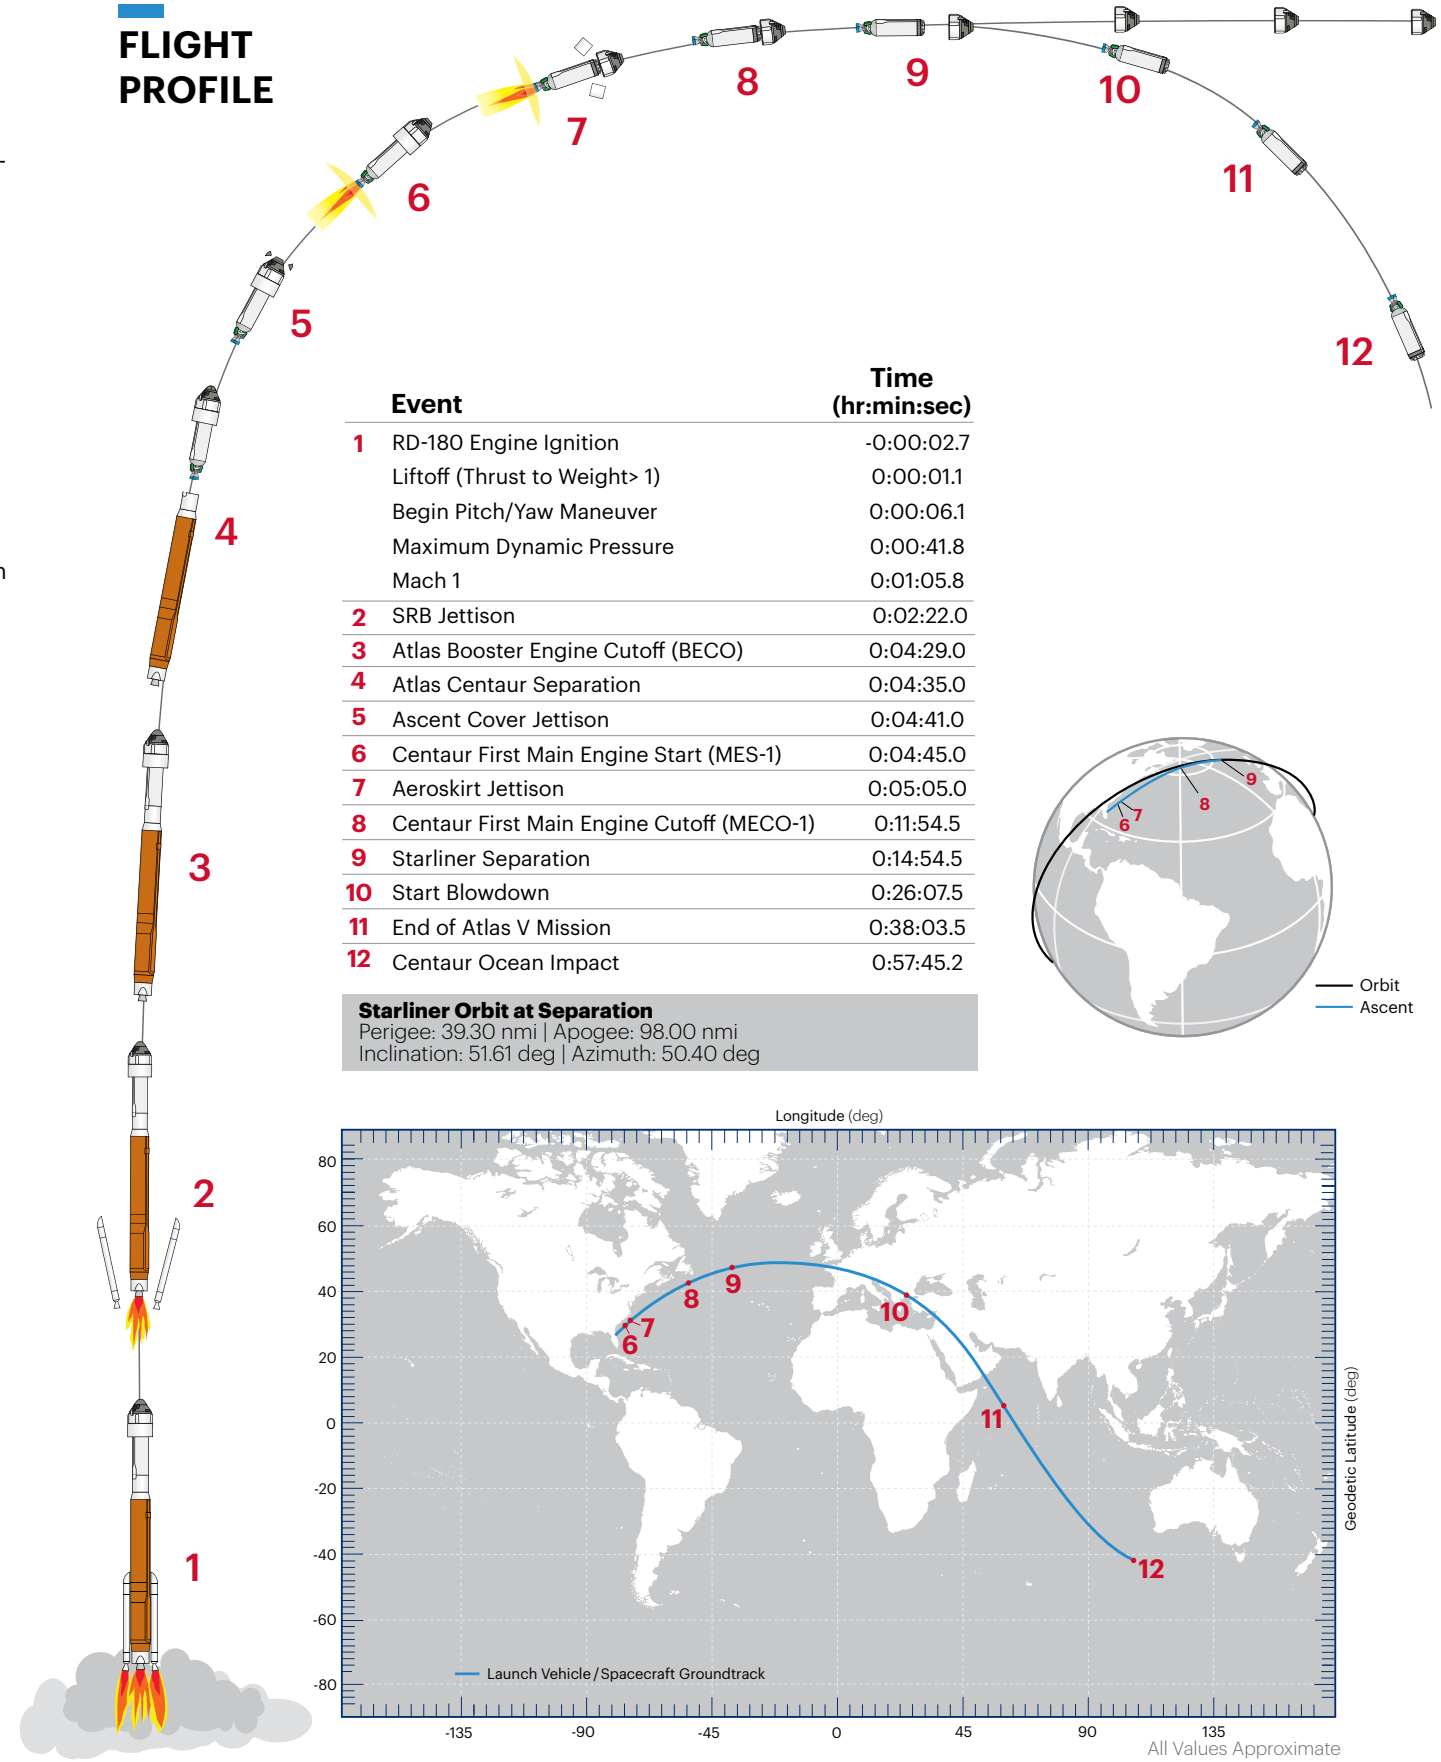 FLIGHT
PROFILE
-
n
1
2
3
4
5
6
7
8
9
10
11
12
Event Time
(hr:min:sec)
1 RD-180 Engine Ignition -0:00:02.7
Liftoff (Thrust to Weight> 1) 0:00:01.1
Begin Pitch/Yaw Maneuver 0:00:06.1
Maximum Dynamic Pressure 0:00:41.8
Mach 1 0:01:05.8
2 SRB Jettison 0:02:22.0
3 Atlas Booster Engine Cutoff (BECO) 0:04:29.0
4 Atlas Centaur Separation 0:04:35.0
5 Ascent Cover Jettison 0:04:41.0
6 Centaur First Main Engine Start (MES-1) 0:04:45.0
7 Aeroskirt Jettison 0:05:05.0
8 Centaur First Main Engine Cutoff (MECO-1) 0:11:54.5
9 Starliner Separation 0:14:54.5
10 Start Blowdown 0:26:07.5
11 End of Atlas V Mission 0:38:03.5
12 Centaur Ocean Impact 0:57:45.2
Starliner Orbit at Separation
Perigee: 39.30 nmi | Apogee: 98.00 nmi
Inclination: 51.61 deg | Azimuth: 50.40 deg
6
7
8
9
Orbit
Ascent
Longitude (deg)
80
60
40
20
0
-20
-40
-60
-80
6
7
8
9
10
11
12
Launch Vehicle/Spacecraft Groundtrack
Geodetic Latitude (deg)
-135 -90 -45 0 45 90 135
All Values Approximate